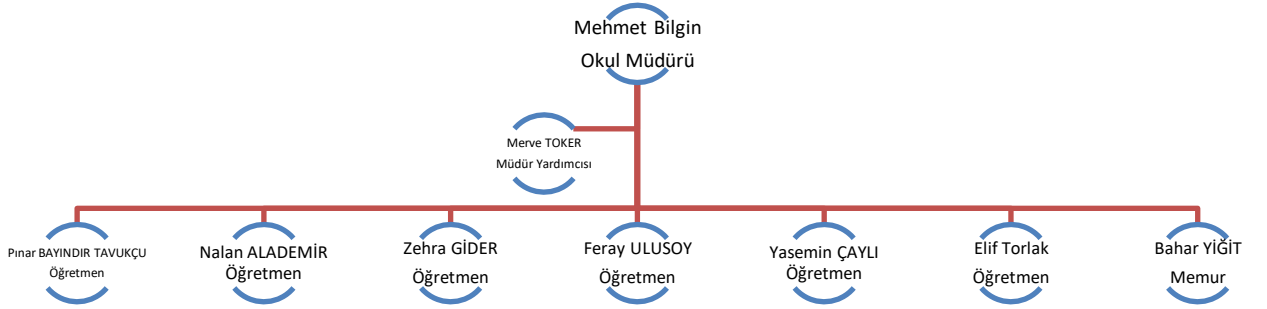 Mehmet Bilgin
Okul Müdürü
Merve TOKER
Müdür Yardımcısı
Pınar BAYINDIR TAVUKÇU
Öğretmen
Nalan ALADEMİR
Öğretmen
Zehra GİDER
Öğretmen
Feray ULUSOY
Öğretmen
Yasemin ÇAYLI
Öğretmen
Elif Torlak
Öğretmen
Bahar YİĞİT
Memur